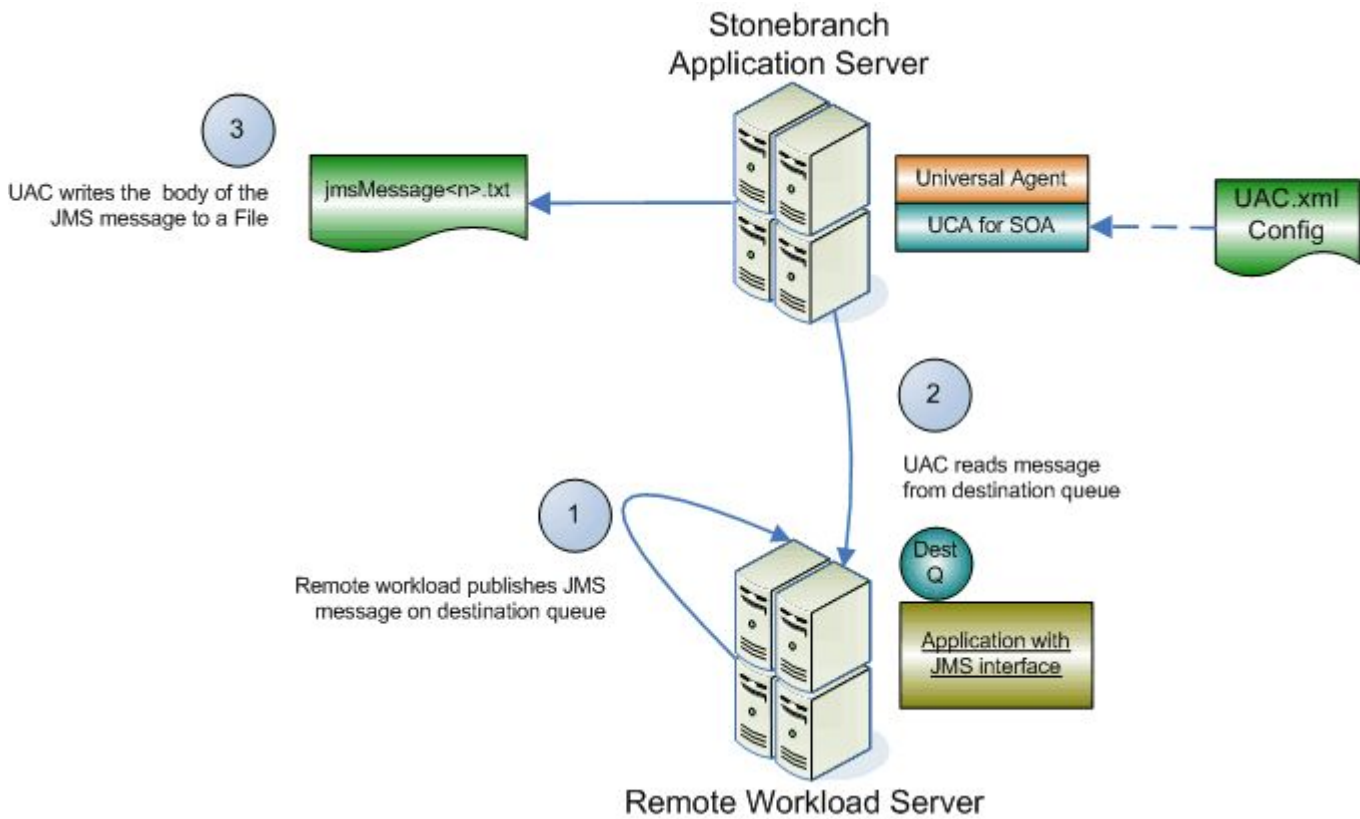 Stonebranch
Application Server
3
UAC writes the body of the
JMS message to a File
jmsMessage<n>.txt
Universal Agent
UCA for SOA
UAC.xml
Config
2
UAC reads message
from destination queue
1
Remote workload publishes JMS
message on destination queue
Dest
Q
Application with
JMS interface
Remote Workload Server